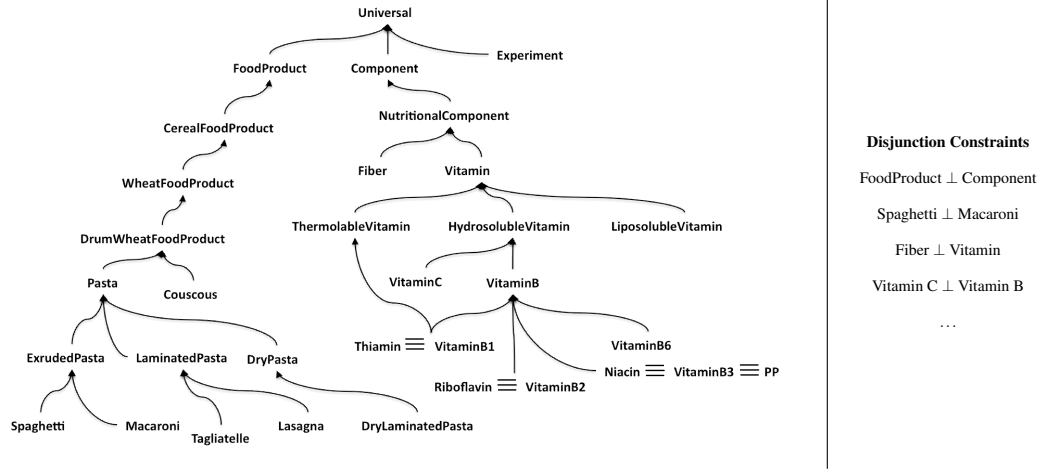 Universal
FoodProduct
Component
Experiment
NutritionalComponent
CerealFoodProduct
Fiber
Vitamin
WheatFoodProduct
ThermolableVitamin
HydrosolubleVitamin
LiposolubleVitamin
DrumWheatFoodProduct
Pasta
Couscous
VitaminC
VitaminB
Thiamin ≡ VitaminB1
VitaminB6
ExrudedPasta
LaminatedPasta
DryPasta
Niacin ≡ VitaminB3 ≡ PP
Riboflavin ≡ VitaminB2
Spaghetti
Macaroni
Tagliatelle
Lasagna
DryLaminatedPasta
Disjunction Constraints
FoodProduct ⊥ Component
Spaghetti ⊥ Macaroni
Fiber ⊥ Vitamin
Vitamin C ⊥ Vitamin B
...